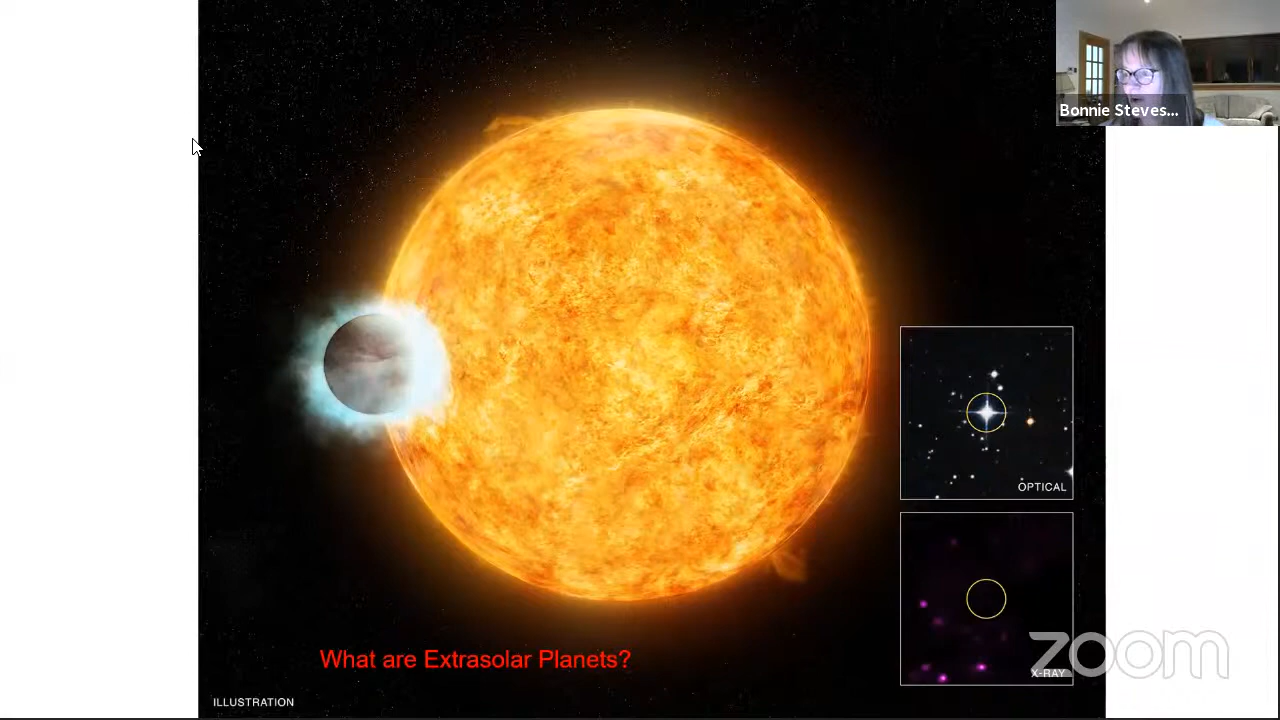 Bonnie Steves...
OPTICAL
X-RAY
zoom
What are Extrasolar Planets?
ILLUSTRATION